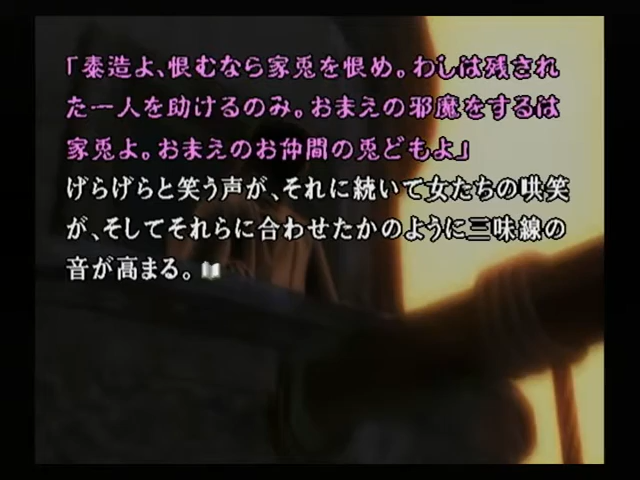 「泰造よ、恨むなら家兎を恨め。わしは残され
た一人を助けるのみ。おまえの邪魔をするは
家兎よ。おまえのお仲間の兎どもよ」
げらげらと笑う声が、それに続いて女たちの哄笑
が、そしてそれらに合わせたかのように三味線の
音が高まる。